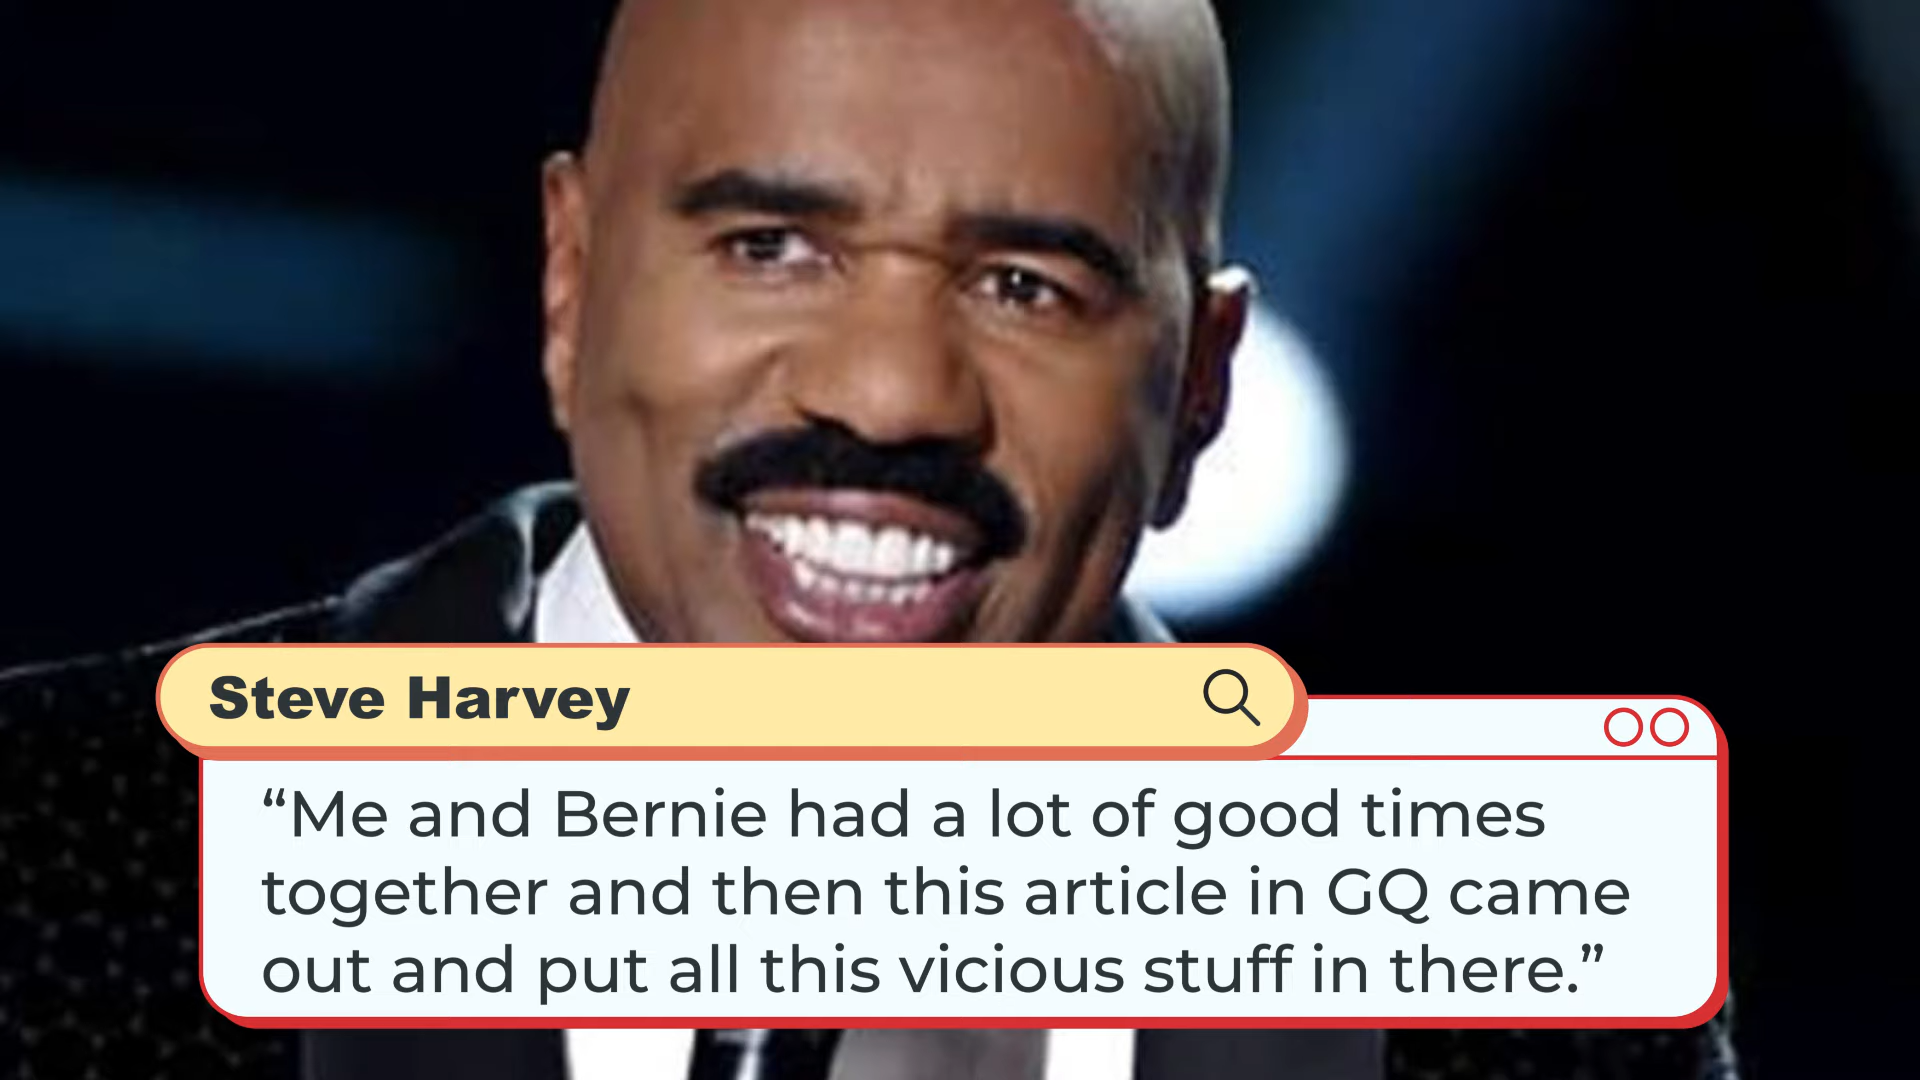 Steve Harvey
“Me and Bernie had a lot of good times
together and then this article in GQ came
out and put all this vicious stuff in there.”